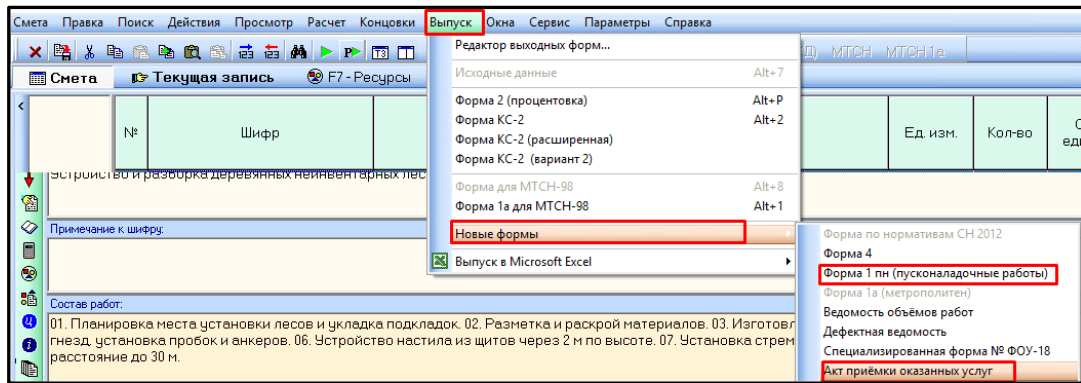 Смета Правка Поиск Действия Просмотр Расчет Концовки Выпуск Окна Сервис Параметры Справка
P ТЗ МТСН МТСН 1а
Смета Текущая запись F7 - Ресурсы
№ Шифр Ед. изм. Кол-во
Редактор выходных форм...
Исходные данные Alt+7
Форма 2 (процентовка) Alt+P
Форма КС-2 Alt+2
Форма КС-2 (расширенная)
Форма КС-2 (вариант 2)
Форма для МТСН-98 Alt+8
Форма 1а для МТСН-98 Alt+1
Новые формы
Выпуск в Microsoft Excel
Форма по нормативам СН 2012
Форма 4
Форма 1 пн (пусконаладочные работы)
Форма 1а (метрополитен)
Ведомость объёмов работ
Дефектная ведомость
Специализированная форма № ФОУ-18
Акт приёмки оказанных услуг
Устройство и разборка деревянных неинвентарных лес
Примечание к шифру:
Состав работ:
01. Планировка места установки лесов и укладка подкладок. 02. Разметка и раскрой материалов. 03. Изготовл
гнезд, установка пробок и анкеров. 06. Устройство настила из щитов через 2 м по высоте. 07. Установка стрем
расстояние до 30 м.